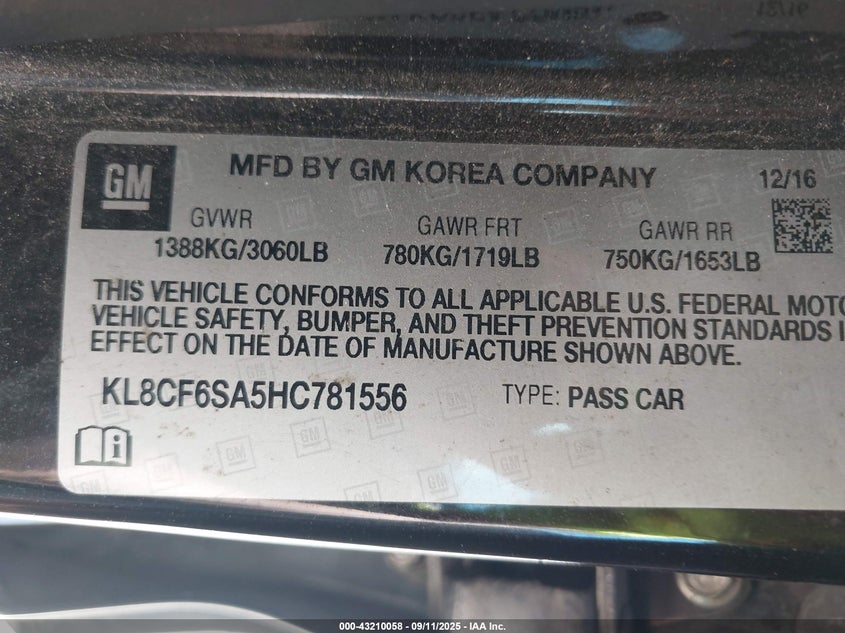 GM
MFD BY GM KOREA COMPANY
12/16
GVWR
GAWR FRT
GAWR RR
1388KG/3060LB
780KG/1719LB
750KG/1653LB
THIS VEHICLE CONFORMS TO ALL APPLICABLE U.S. FEDERAL MOTO
VEHICLE SAFETY, BUMPER, AND THEFT PREVENTION STANDARDS I
EFFECT ON THE DATE OF MANUFACTURE SHOWN ABOVE.
KL8CF6SA5HC781556
TYPE: PASS CAR
000-43210058 - 09/11/2025 - IAA Inc.